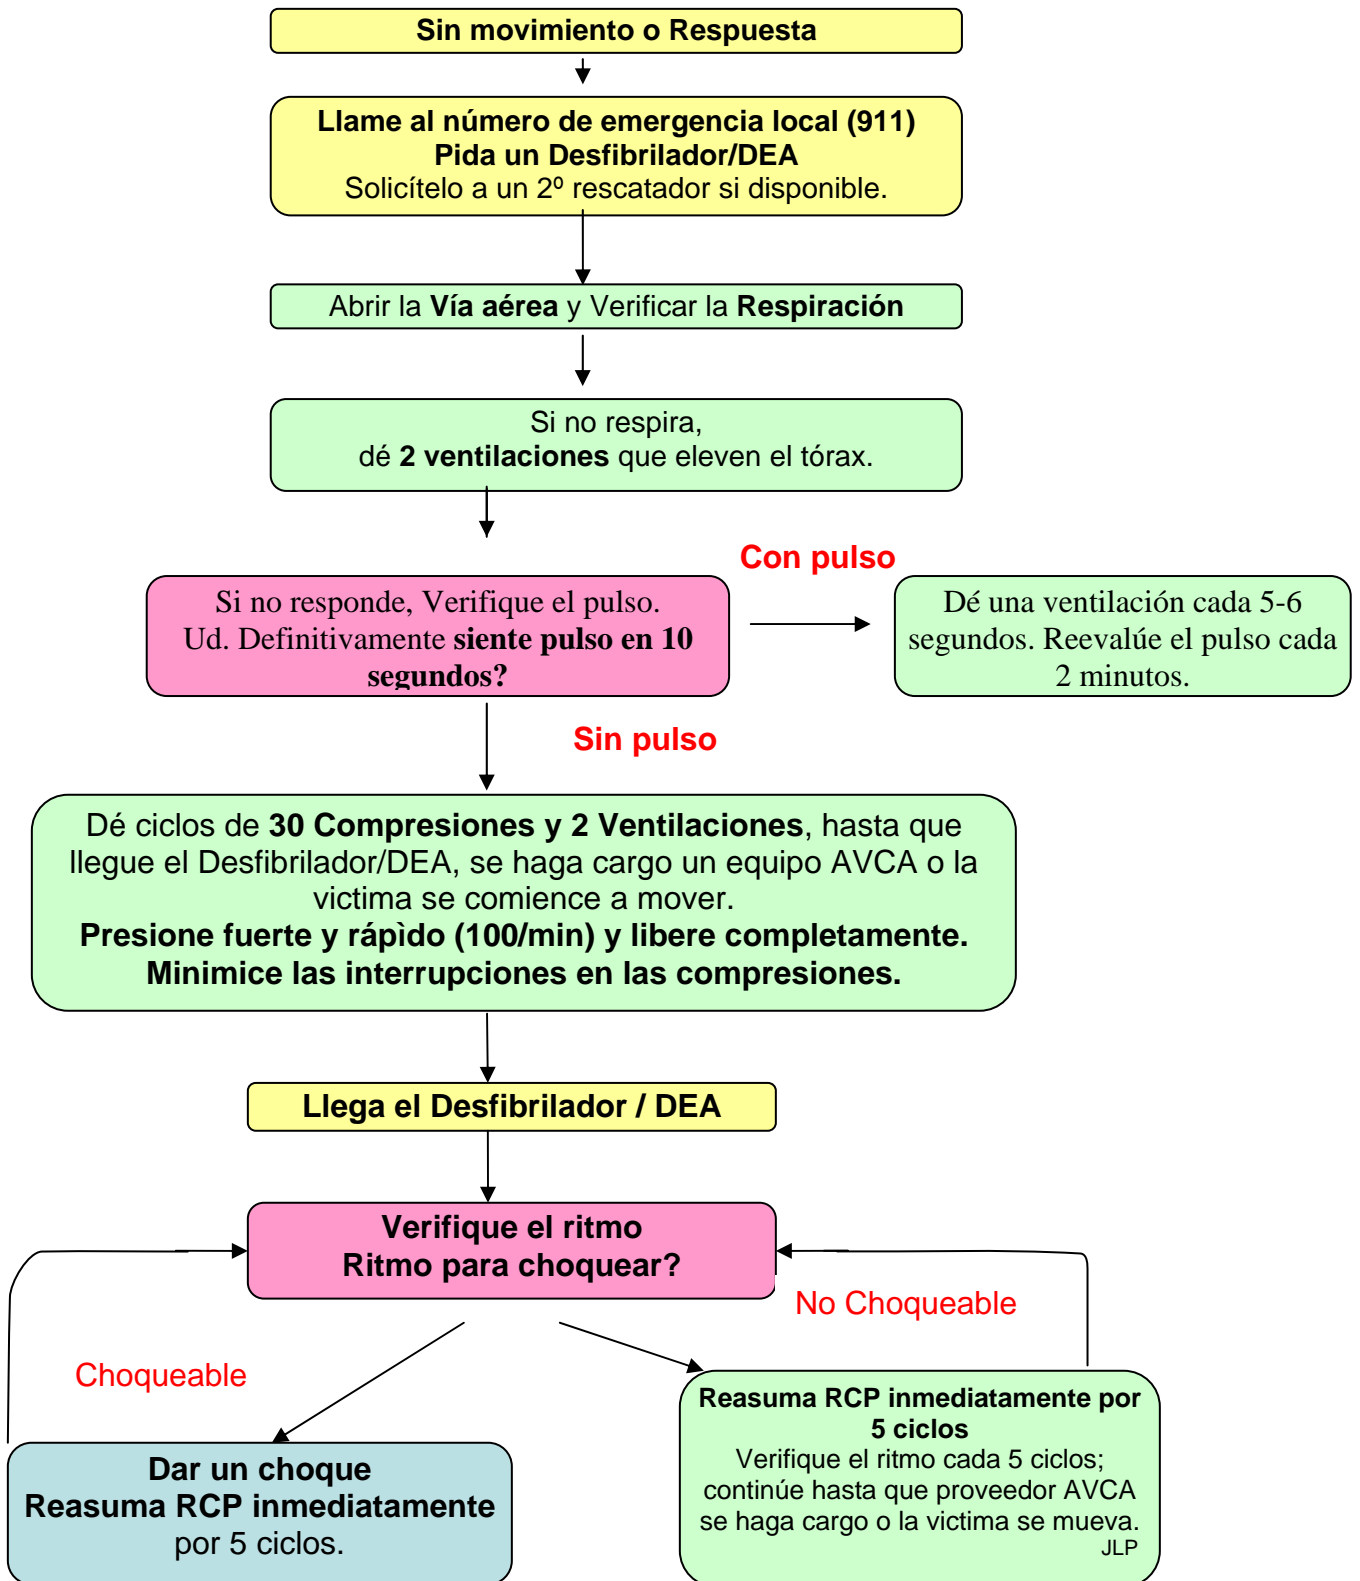 Sin movimiento o Respuesta
Llame al número de emergencia local (911)
Pida un Desfibrilador/DEA
Solicítelo a un 2º rescatador si disponible.
Abrir la Vía aérea y Verificar la Respiración
Si no respira,
dé 2 ventilaciones que eleven el tórax.
Con pulso
Si no responde, Verifique el pulso.
Ud. Definitivamente siente pulso en 10
segundos?
Dé una ventilación cada 5-6
segundos. Reevalúe el pulso cada
2 minutos.
Sin pulso
Dé ciclos de 30 Compresiones y 2 Ventilaciones, hasta que
llegue el Desfibrilador/DEA, se haga cargo un equipo AVCA o la
victima se comience a mover.
Presione fuerte y rápìdo (100/min) y libere completamente.
Minimice las interrupciones en las compresiones.
Llega el Desfibrilador / DEA
Verifique el ritmo
Ritmo para choquear?
No Choqueable
Choqueable
Dar un choque
Reasuma RCP inmediatamente
por 5 ciclos.
Reasuma RCP inmediatamente por
5 ciclos
Verifique el ritmo cada 5 ciclos;
continúe hasta que proveedor AVCA
se haga cargo o la victima se mueva.
JLP